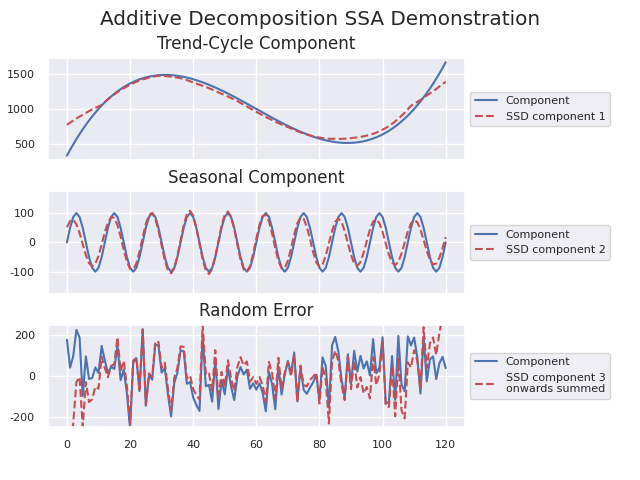 Additive Decomposition SSA Demonstration
Trend-Cycle Component
1500
1000
500
Component
SSD component 1
Seasonal Component
100
0
-100
Component
SSD component 2
Random Error
200
0
-200
Component
SSD component 3
onwards summed
0 20 40 60 80 100 120